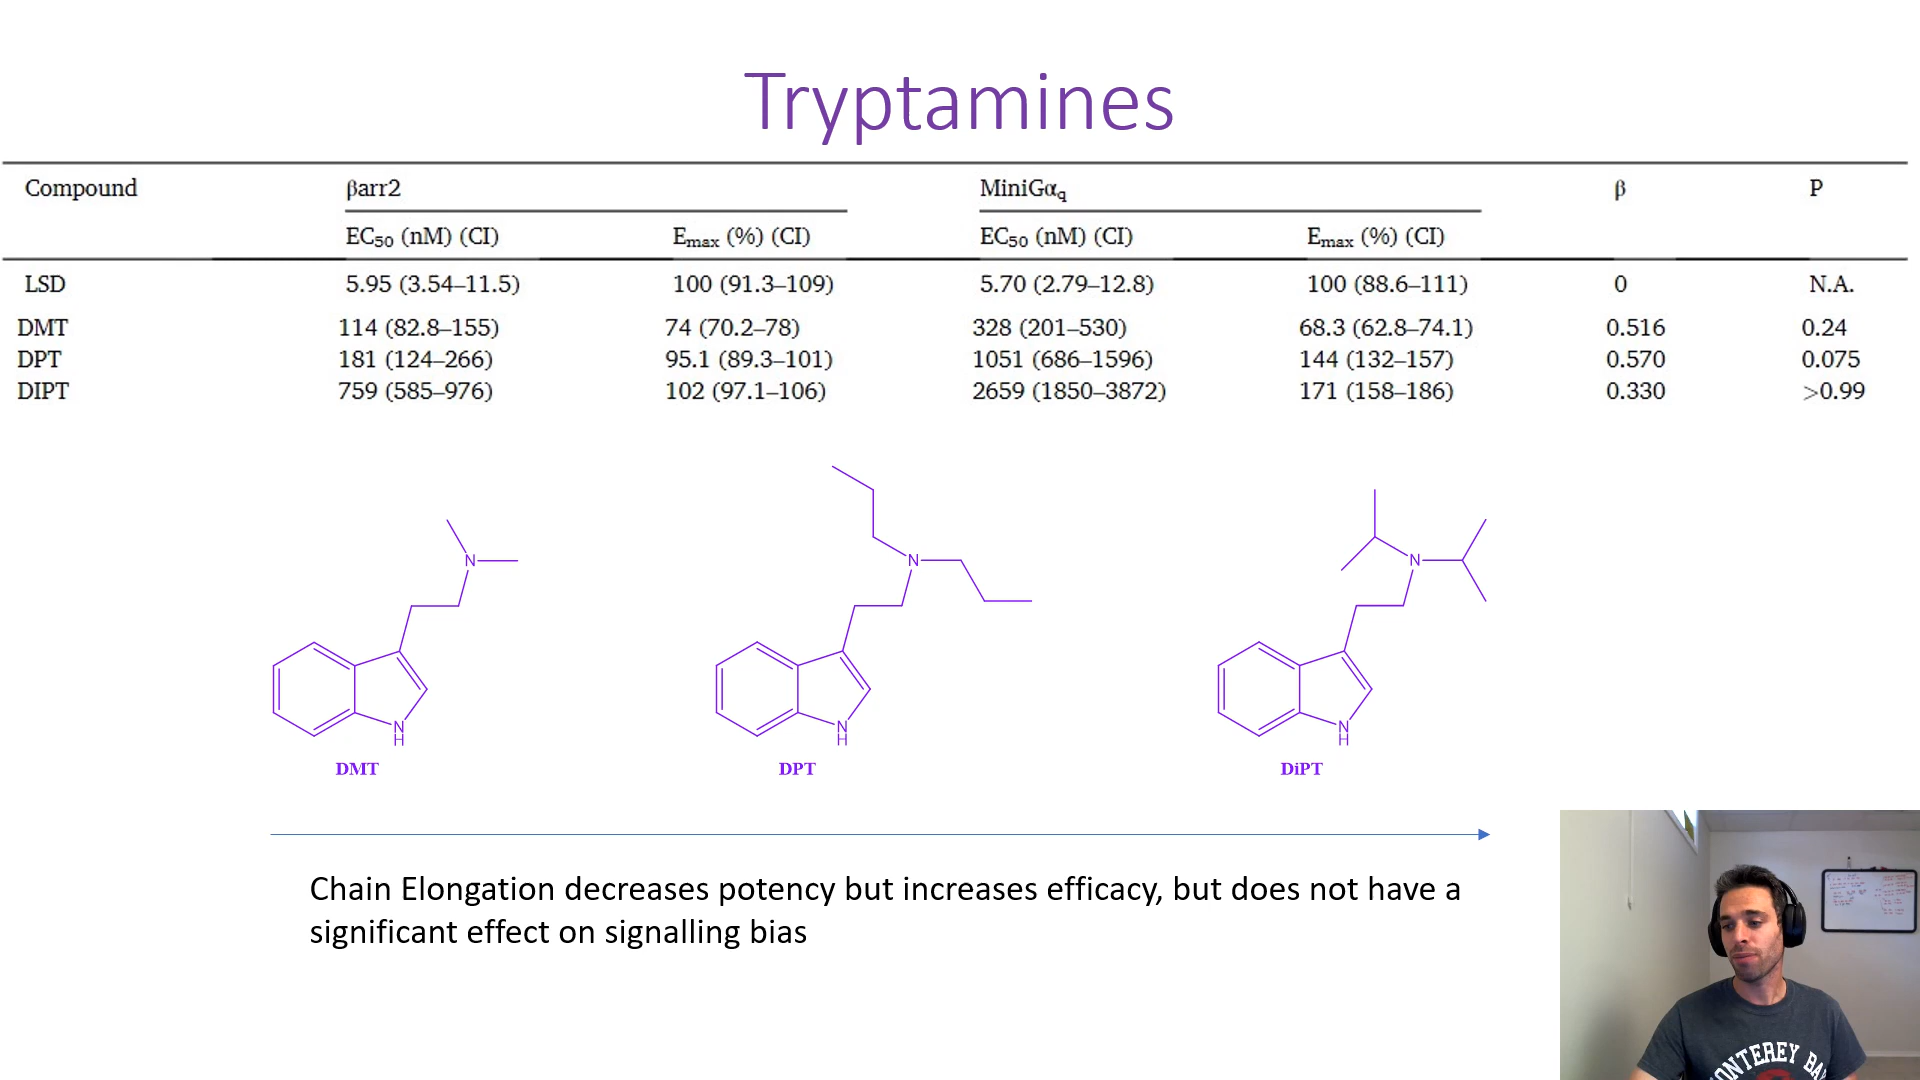 Tryptamines
Compound βarr2 MiniGαq β P
EC50 (nM) (CI) Emax (%) (CI) EC50 (nM) (CI) Emax (%) (CI)
LSD 5.95 (3.54–11.5) 100 (91.3–109) 5.70 (2.79–12.8) 100 (88.6–111) 0 N.A.
DMT 114 (82.8–155) 74 (70.2–78) 328 (201–530) 68.3 (62.8–74.1) 0.516 0.24
DPT 181 (124–266) 95.1 (89.3–101) 1051 (686–1596) 144 (132–157) 0.570 0.075
DIPT 759 (585–976) 102 (97.1–106) 2659 (1850–3872) 171 (158–186) 0.330 >0.99
N N N
N N N
H H H
DMT DPT DiPT
Chain Elongation decreases potency but increases efficacy, but does not have a
significant effect on signalling bias